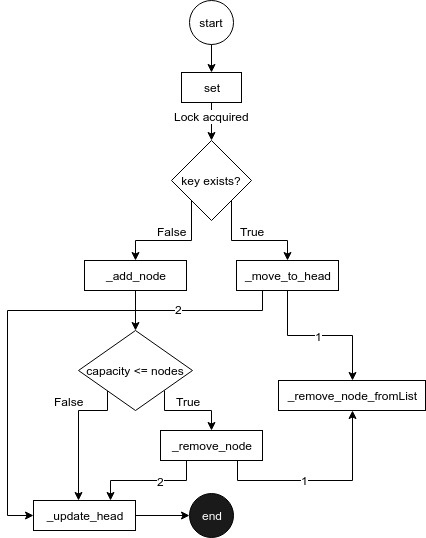 start
set
Lock acquired
key exists?
False
True
_add_node
_move_to_head
2
1
capacity <= nodes
False
True
_remove_node_fromList
_remove_node
2
1
_update_head
end